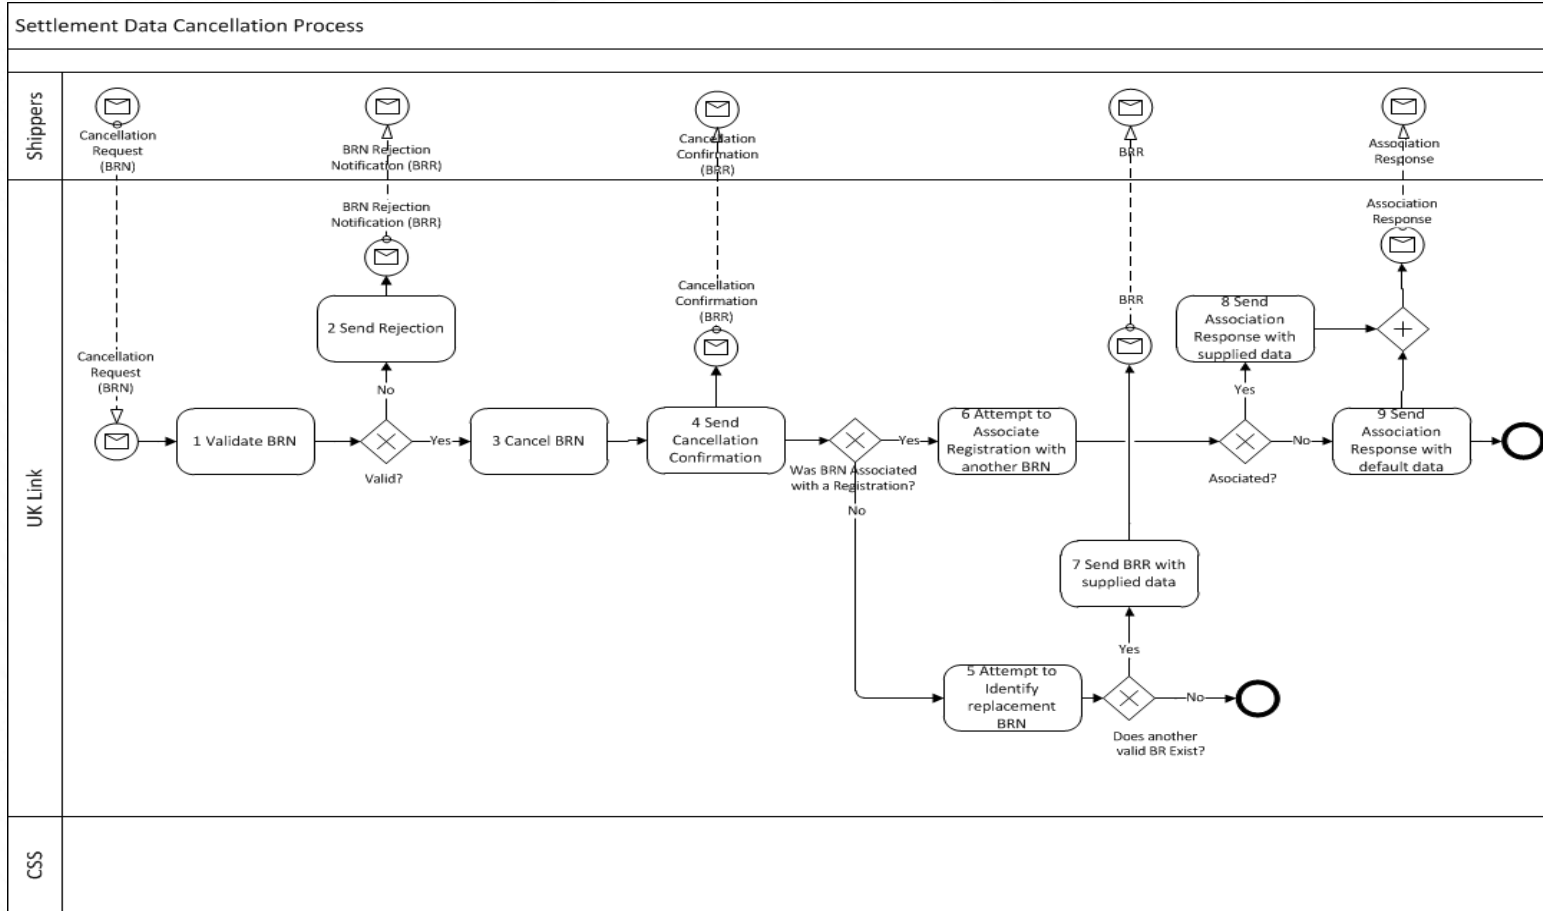 Settlement Data Cancellation Process
Shippers
Cancellation
Request
(BRN)
BRN Rejection
Notification (BRR)
Cancellation
Confirmation
(BRR)
BRR
Association
Response
UK Link
BRN Rejection
Notification (BRR)
Association
Response
Cancellation
Confirmation
(BRR)
BRR
2 Send Rejection
8 Send
Association
Response with
supplied data
Cancellation
Request
(BRN)
No
Yes
1 Validate BRN
Valid?
Yes
3 Cancel BRN
4 Send
Cancellation
Confirmation
Was BRN Associated
with a Registration?
Yes
6 Attempt to
Associate
Registration with
another BRN
Asociated?
No
9 Send
Association
Response with
default data
No
7 Send BRR with
supplied data
Yes
5 Attempt to
Identify
replacement
BRN
No
Does another
valid BR Exist?
CSS